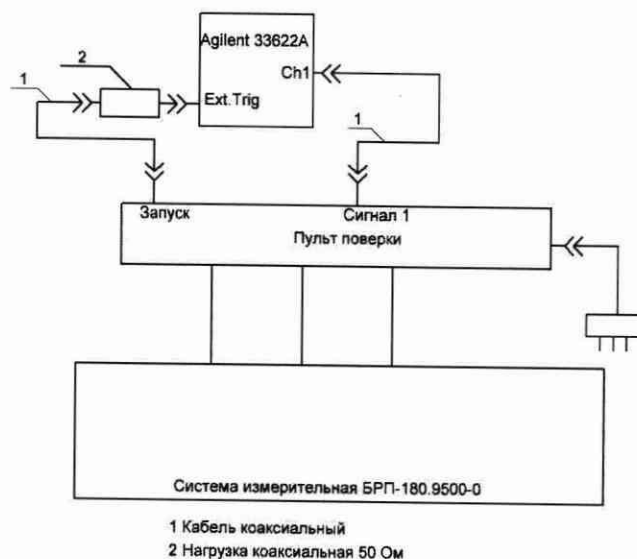 Agilent 33622A
2
Ch1
1
Ext.Trig
1
Запуск
Сигнал 1
Пульт поверки
Система измерительная БРП-180.9500-0
1 Кабель коаксиальный
2 Нагрузка коаксиальная 50 Ом